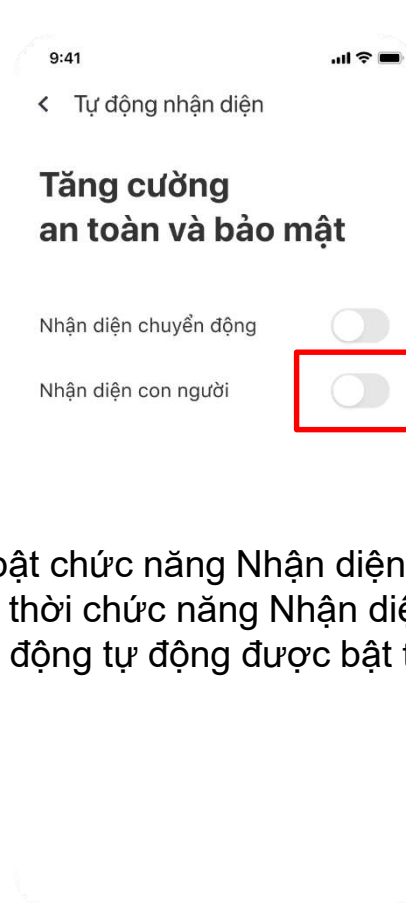 9:41
Tự động nhận diện
Tăng cường
an toàn và bảo mật
Nhận diện chuyển động
Nhận diện con người
bật chức năng Nhận diện
thời chức năng Nhận diệ
động tự động được bật t